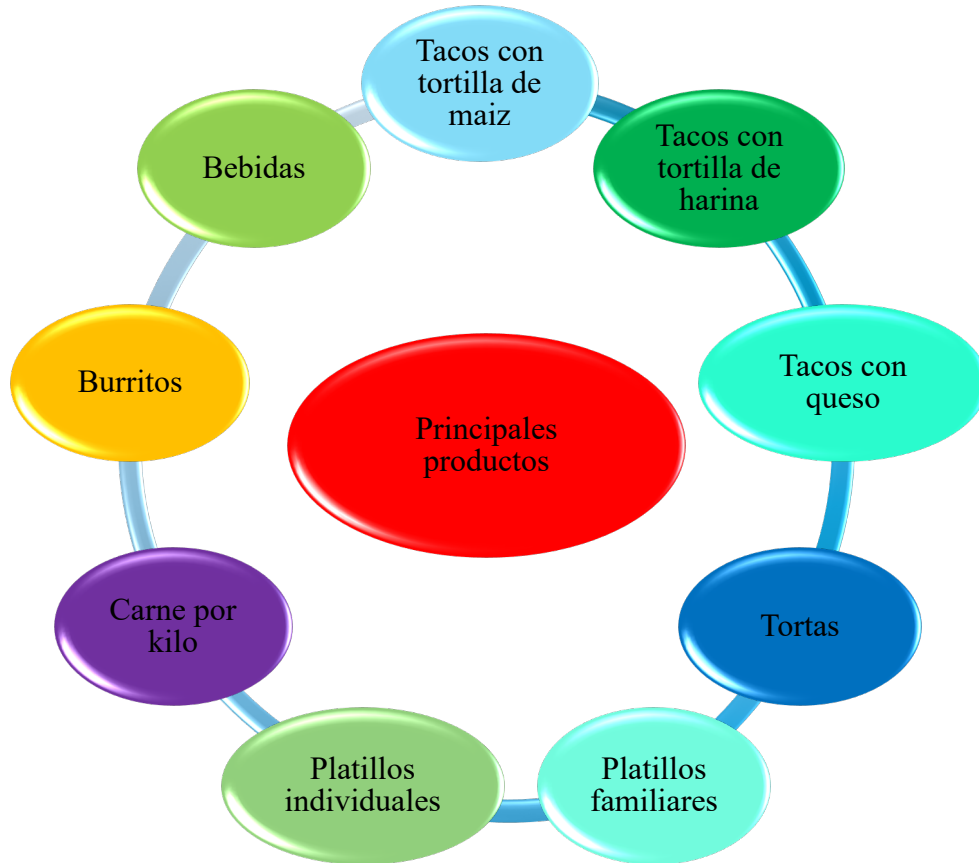 Tacos con
tortilla de
maiz
Tacos con
tortilla de
harina
Tacos con
queso
Tortas
Platillos
familiares
Platillos
individuales
Carne por
kilo
Burritos
Bebidas
Principales
productos